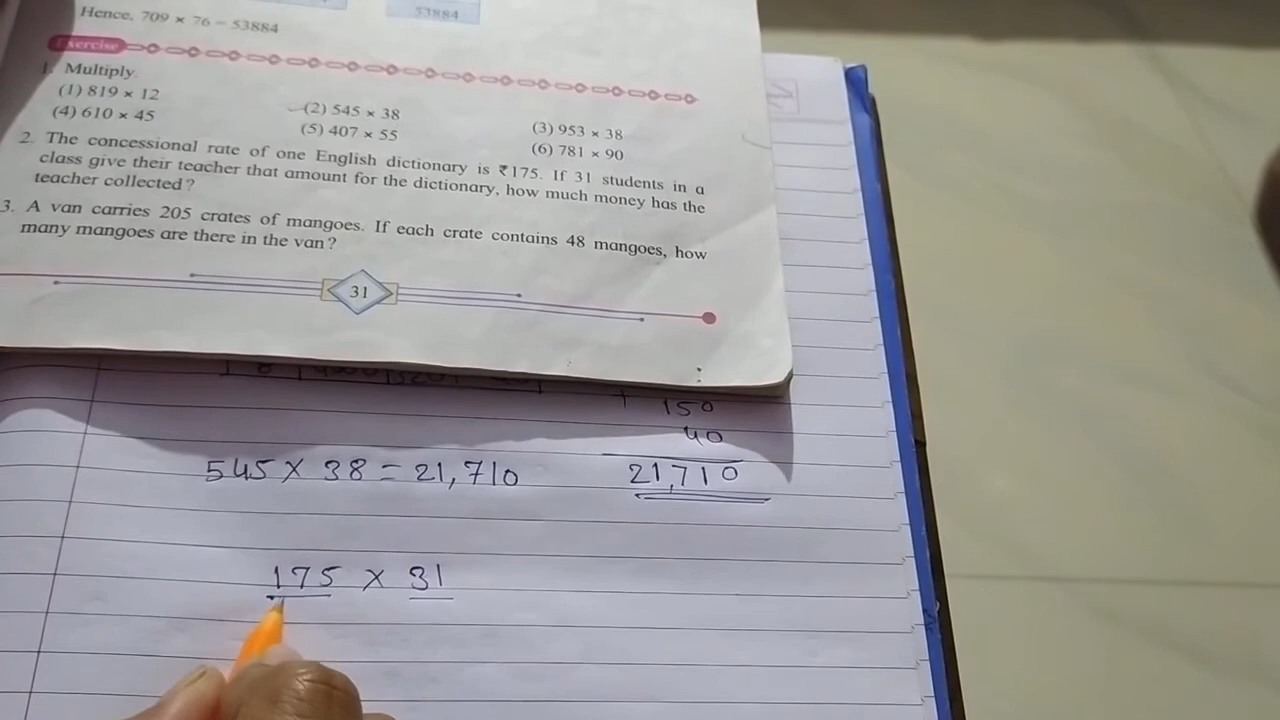 53884
Hence, 709 × 76 = 53884
Exercise
1. Multiply.
(1) 819 × 12
(2) 545 × 38
(3) 953 × 38
(4) 610 × 45
(5) 407 × 55
(6) 781 × 90
2. The concessional rate of one English dictionary is ₹175. If 31 students in a
class give their teacher that amount for the dictionary, how much money has the
teacher collected?
3. A van carries 205 crates of mangoes. If each crate contains 48 mangoes, how
many mangoes are there in the van?
31
+ 150
40
545 × 38 = 21,710
21,710
175 × 31